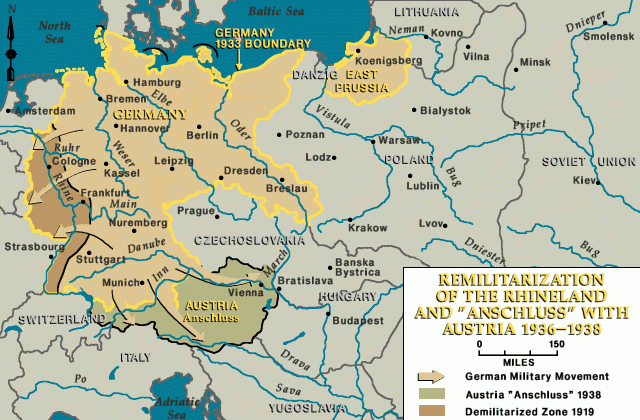 N
North
Sea
Baltic Sea
LITHUANIA
Dnieper
Smolensk
GERMANY
1933 BOUNDARY
Neman
Kovno
Vilna
Koenigsberg
Minsk
DANZIG
EAST
PRUSSIA
Hamburg
Elbe
Amsterdam
Bremen
GERMANY
Oder
Vistula
Bialystok
Pripet
Hannover
Berlin
Poznan
Warsaw
Ruhr
Weser
Cologne
Kassel
Leipzig
Lodz
POLAND
SOVIET UNION
Rhine
Dresden
Breslau
Lublin
Bug
Kiev
Frankfurt
Main
Prague
Nuremberg
Krakow
Lvov
Strasbourg
Danube
CZECHOSLOVAKIA
Dniester
Bug
Stuttgart
March
Banska
Bystrica
Inn
Munich
Vienna
Bratislava
SWITZERLAND
AUSTRIA
Anschluss
HUNGARY
Budapest
ITALY
Drava
Po
Sava
Adriatic
Sea
YUGOSLAVIA
REMILITARIZATION
OF THE RHINELAND
AND "ANSCHLUSS" WITH
AUSTRIA 1936–1938
0 150
MILES
German Military Movement
Austria "Anschluss" 1938
Demilitarized Zone 1919